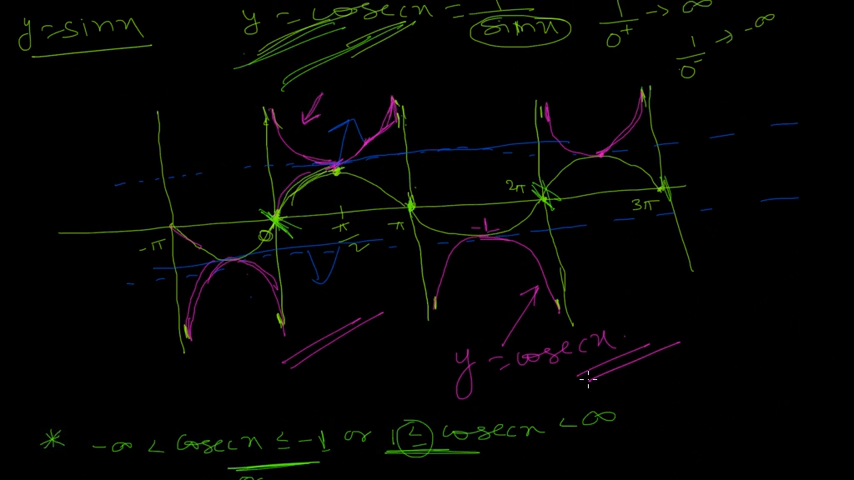 y=sinx
y = cosecx = 1/sinx
1/0⁺ → ∞
1/0⁻ → -∞
2π
-π 0 π/2 π 3π
-1
y = cosecx
* -∞ < cosecx ≤ -1 or 1 ≤ cosecx < ∞